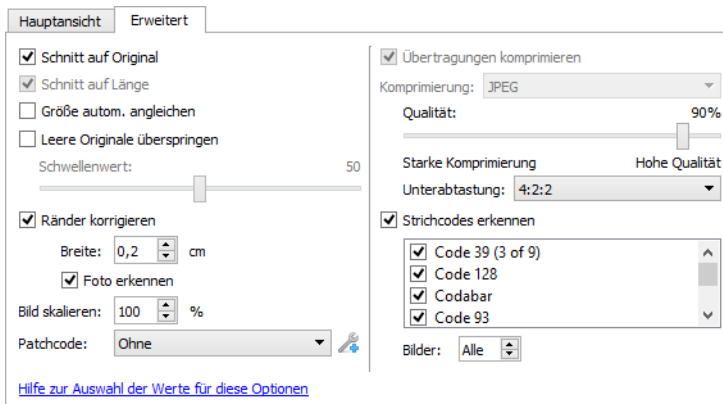 Hauptansicht
Erweitert
Schnitt auf Original
Schnitt auf Länge
Größe autom. angleichen
Leere Originale überspringen
Schwellenwert: 50
Ränder korrigieren
Breite: 0,2 cm
Foto erkennen
Bild skalieren: 100 %
Patchcode: Ohne
Hilfe zur Auswahl der Werte für diese Optionen
Übertragungen komprimieren
Komprimierung: JPEG
Qualität: 90%
Starke Komprimierung Hohe Qualität
Unterabtastung: 4:2:2
Strichcodes erkennen
Code 39 (3 of 9)
Code 128
Codabar
Code 93
Bilder: Alle